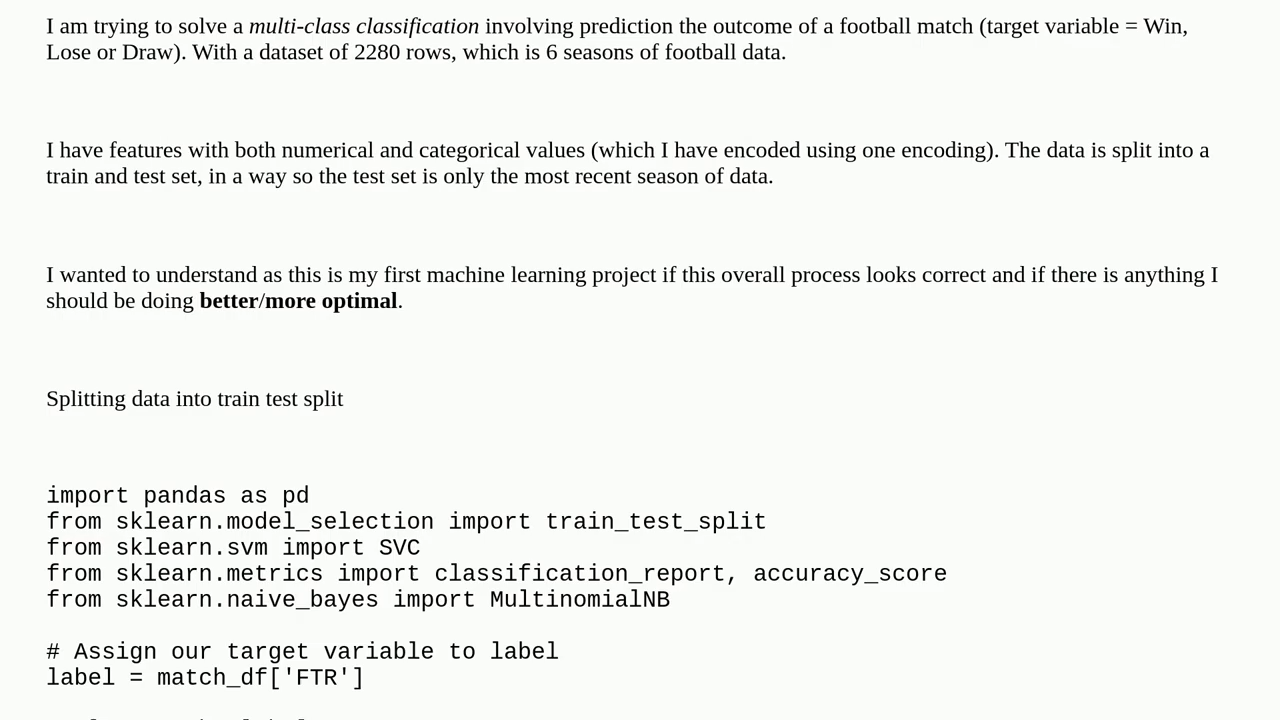 I am trying to solve a multi-class classification involving prediction the outcome of a football match (target variable = Win,
Lose or Draw). With a dataset of 2280 rows, which is 6 seasons of football data.
I have features with both numerical and categorical values (which I have encoded using one encoding). The data is split into a
train and test set, in a way so the test set is only the most recent season of data.
I wanted to understand as this is my first machine learning project if this overall process looks correct and if there is anything I
should be doing better/more optimal.
Splitting data into train test split
import pandas as pd
from sklearn.model_selection import train_test_split
from sklearn.svm import SVC
from sklearn.metrics import classification_report, accuracy_score
from sklearn.naive_bayes import MultinomialNB
# Assign our target variable to label
label = match_df['FTR']